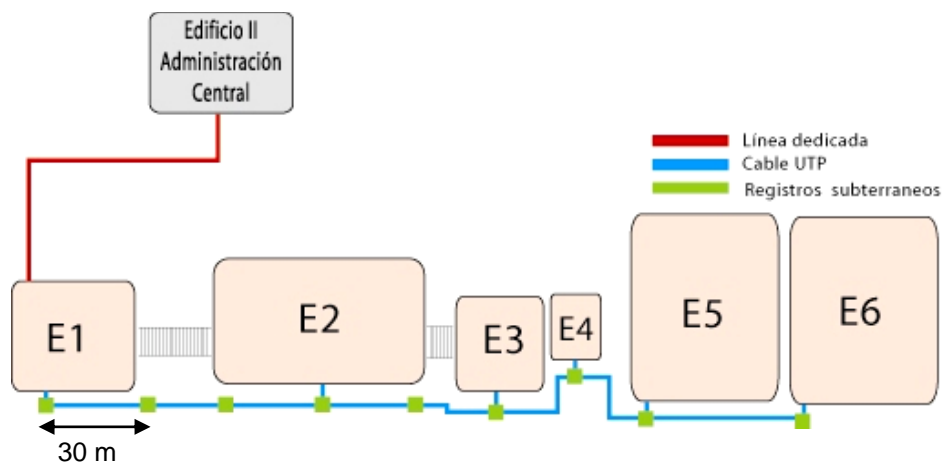 Edificio II
Administración
Central
Línea dedicada
Cable UTP
Registros subterraneos
E1
E2
E3
E4
E5
E6
30 m